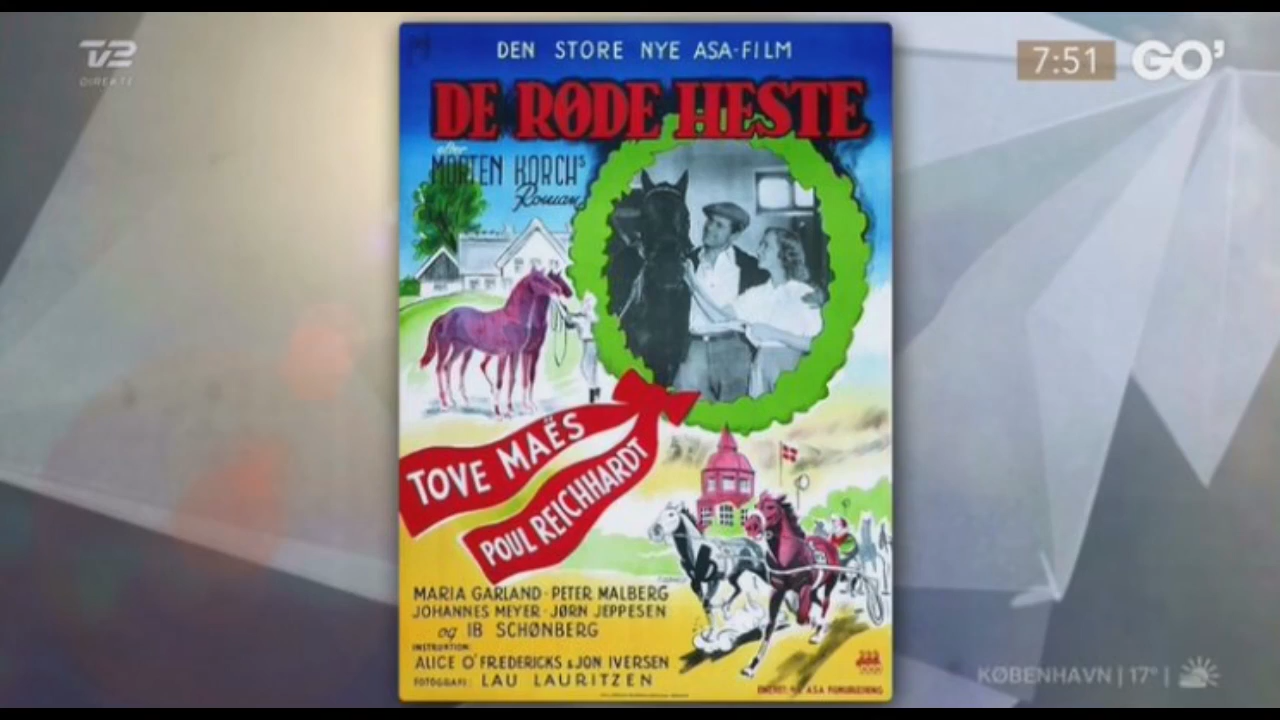 TV2
DIREKTE
7:51 GO'
DEN STORE NYE ASA-FILM
DE RØDE HESTE
efter
MORTEN KORCHS
Roman
TOVE MAËS
POUL REICHHARDT
MARIA GARLAND · PETER MALBERG
JOHANNES MEYER · JØRN JEPPESEN
og IB SCHØNBERG
INSTRUKTION:
ALICE O'FREDERICKS & JON IVERSEN
FOTOGRAFI: LAU LAURITZEN
KØBENHAVN | 17° |